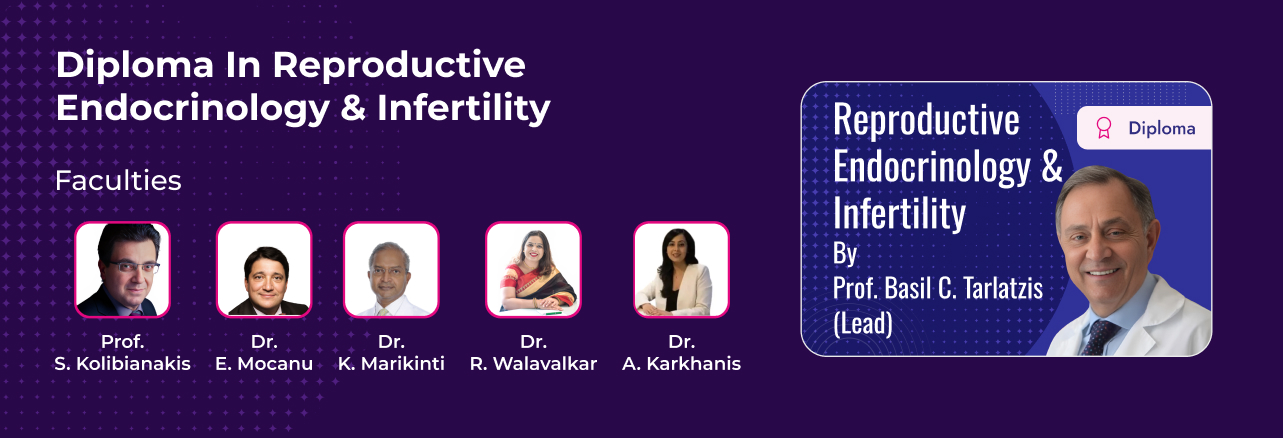 Diploma In Reproductive
Endocrinology & Infertility
Faculties
Prof.
S. Kolibianakis
Dr.
E. Mocanu
Dr.
K. Marikinti
Dr.
R. Walavalkar
Dr.
A. Karkhanis
Reproductive
Endocrinology &
Infertility
By
Prof. Basil C. Tarlatzis
(Lead)
Diploma